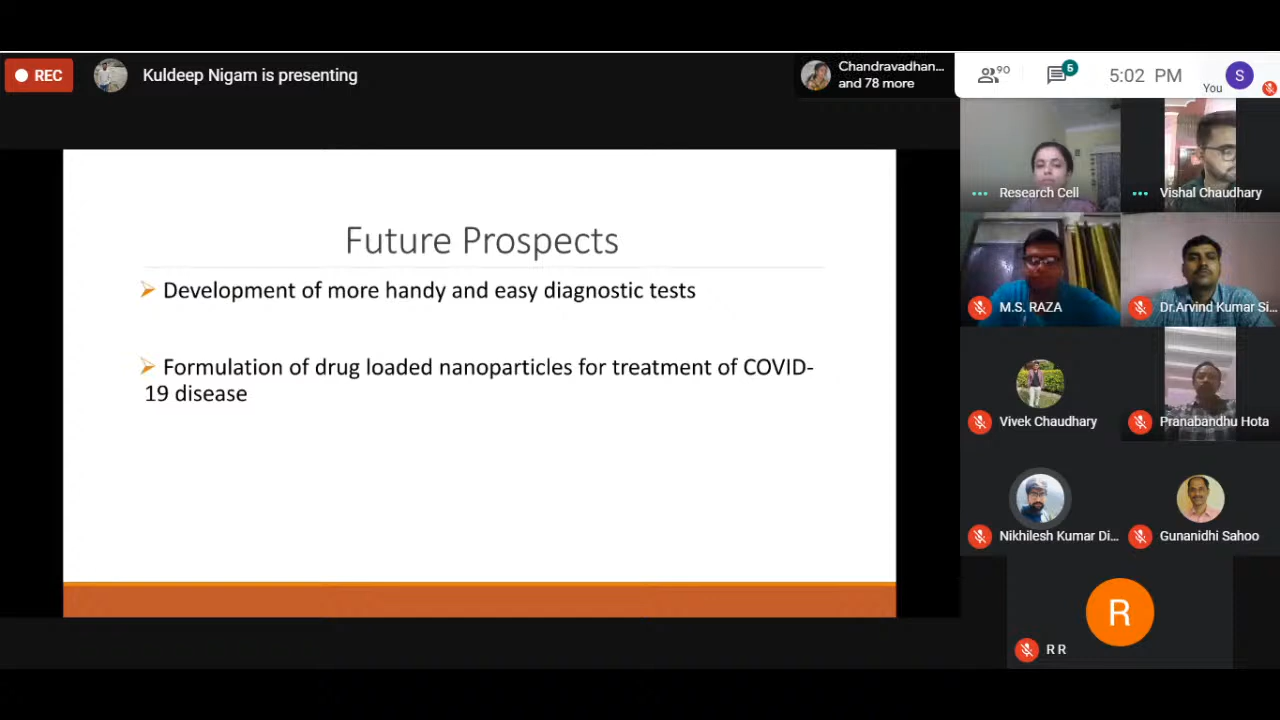 REC
Kuldeep Nigam is presenting
Chandravadhan...
and 78 more
90
5
5:02 PM
You
S
Future Prospects
Development of more handy and easy diagnostic tests
Formulation of drug loaded nanoparticles for treatment of COVID-
19 disease
Research Cell
Vishal Chaudhary
M.S. RAZA
Dr.Arvind Kumar Si...
Vivek Chaudhary
Pranabandhu Hota
Nikhilesh Kumar Di...
Gunanidhi Sahoo
R
R R